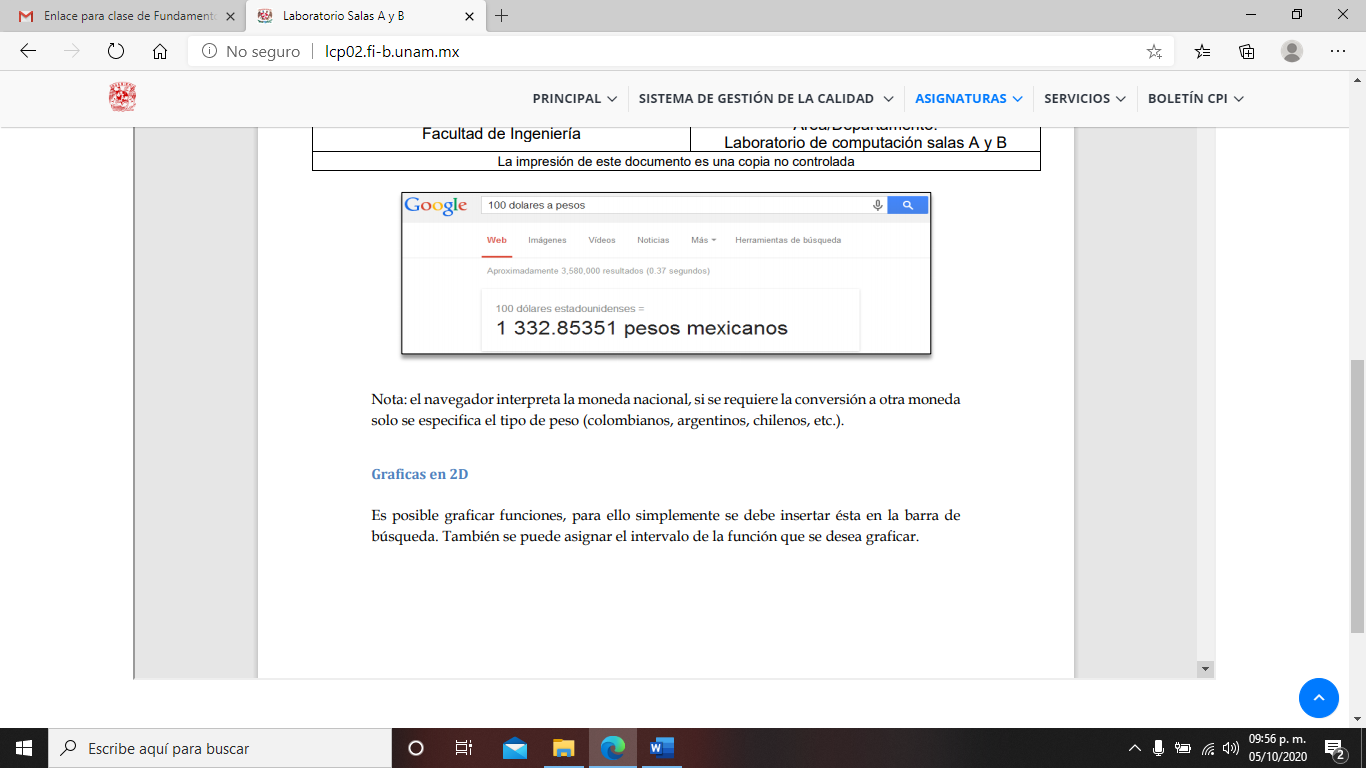 Enlace para clase de Fundament
Laboratorio Salas A y B
No seguro
lcp02.fi-b.unam.mx
PRINCIPAL
SISTEMA DE GESTIÓN DE LA CALIDAD
ASIGNATURAS
SERVICIOS
BOLETÍN CPI
Facultad de Ingeniería
Área/Departamento:
Laboratorio de computación salas A y B
La impresión de este documento es una copia no controlada
Google
100 dolares a pesos
Web Imágenes Vídeos Noticias Más Herramientas de búsqueda
Aproximadamente 3,580,000 resultados (0.37 segundos)
100 dólares estadounidenses =
1 332.85351 pesos mexicanos
Nota: el navegador interpreta la moneda nacional, si se requiere la conversión a otra moneda
solo se especifica el tipo de peso (colombianos, argentinos, chilenos, etc.).
Graficas en 2D
Es posible graficar funciones, para ello simplemente se debe insertar ésta en la barra de
búsqueda. También se puede asignar el intervalo de la función que se desea graficar.
Escribe aquí para buscar
09:56 p. m.
05/10/2020
2